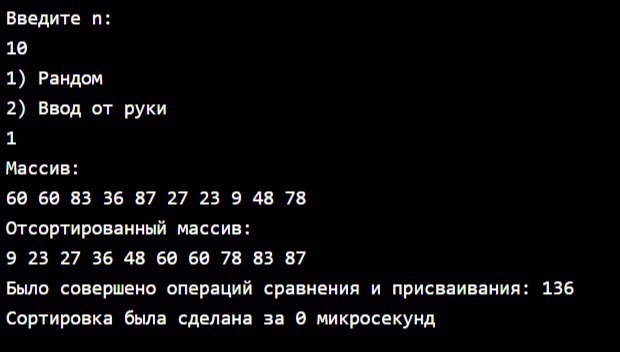 Введите n:
10
1) Рандом
2) Ввод от руки
1
Массив:
60 60 83 36 87 27 23 9 48 78
Отсортированный массив:
9 23 27 36 48 60 60 78 83 87
Было совершено операций сравнения и присваивания: 136
Сортировка была сделана за 0 микросекунд